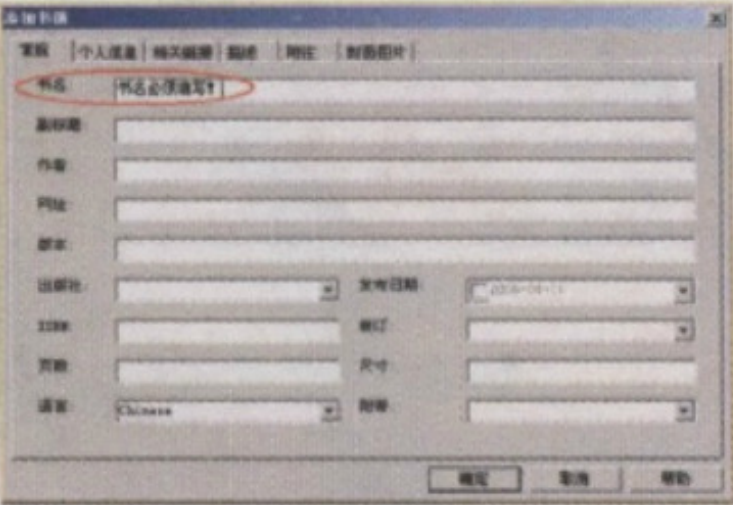 添加书籍
常规 个人信息 相关链接 描述 附注 封面图片
书名: 书名必须填写!
副标题:
作者:
网址:
版本:
出版社: 发布日期:
ISBN: 装订:
页数: 尺寸:
语言: Chinese 附带:
确定 取消 帮助